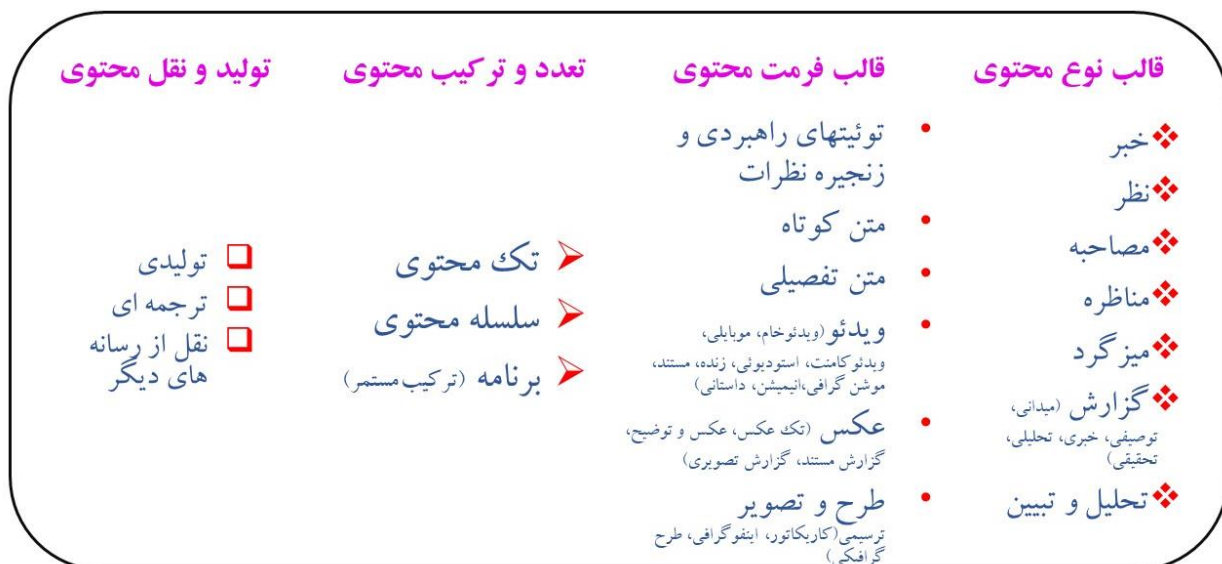 قالب نوع محتوی
خبر
نظر
مصاحبه
مناظره
میزگرد
گزارش (میدانی،
توصیفی، خبری، تحلیلی،
تحقیقی)
تحلیل و تبیین
قالب فرمت محتوی
توئیتهای راهبردی و
زنجیره نظرات
متن کوتاه
متن تفصیلی
ویدئو (ویدئوخام، موبایلی،
ویدئوکامنت، استودیوئی، زنده، مستند،
موشن گرافی،انیمیشن، داستانی)
عکس (تک عکس، عکس و توضیح،
گزارش مستند، گزارش تصویری)
طرح و تصویر
ترسیمی(کاریکاتور، اینفوگرافی، طرح
گرافیکی)
تعدد و ترکیب محتوی
تک محتوی
سلسله محتوی
برنامه (ترکیب مستمر)
تولید و نقل محتوی
تولیدی
ترجمه ای
نقل از رسانه
های دیگر